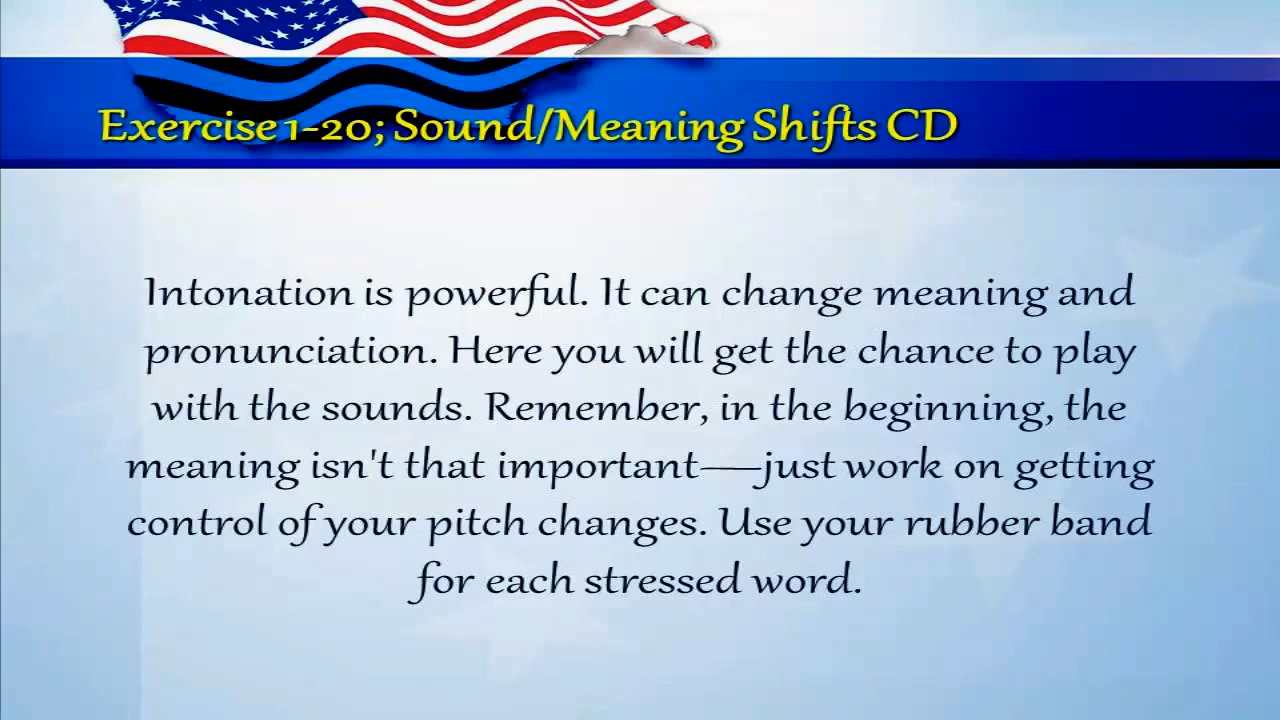 Exercise 1-20; Sound/Meaning Shifts CD
Intonation is powerful. It can change meaning and
pronunciation. Here you will get the chance to play
with the sounds. Remember, in the beginning, the
meaning isn't that important—just work on getting
control of your pitch changes. Use your rubber band
for each stressed word.